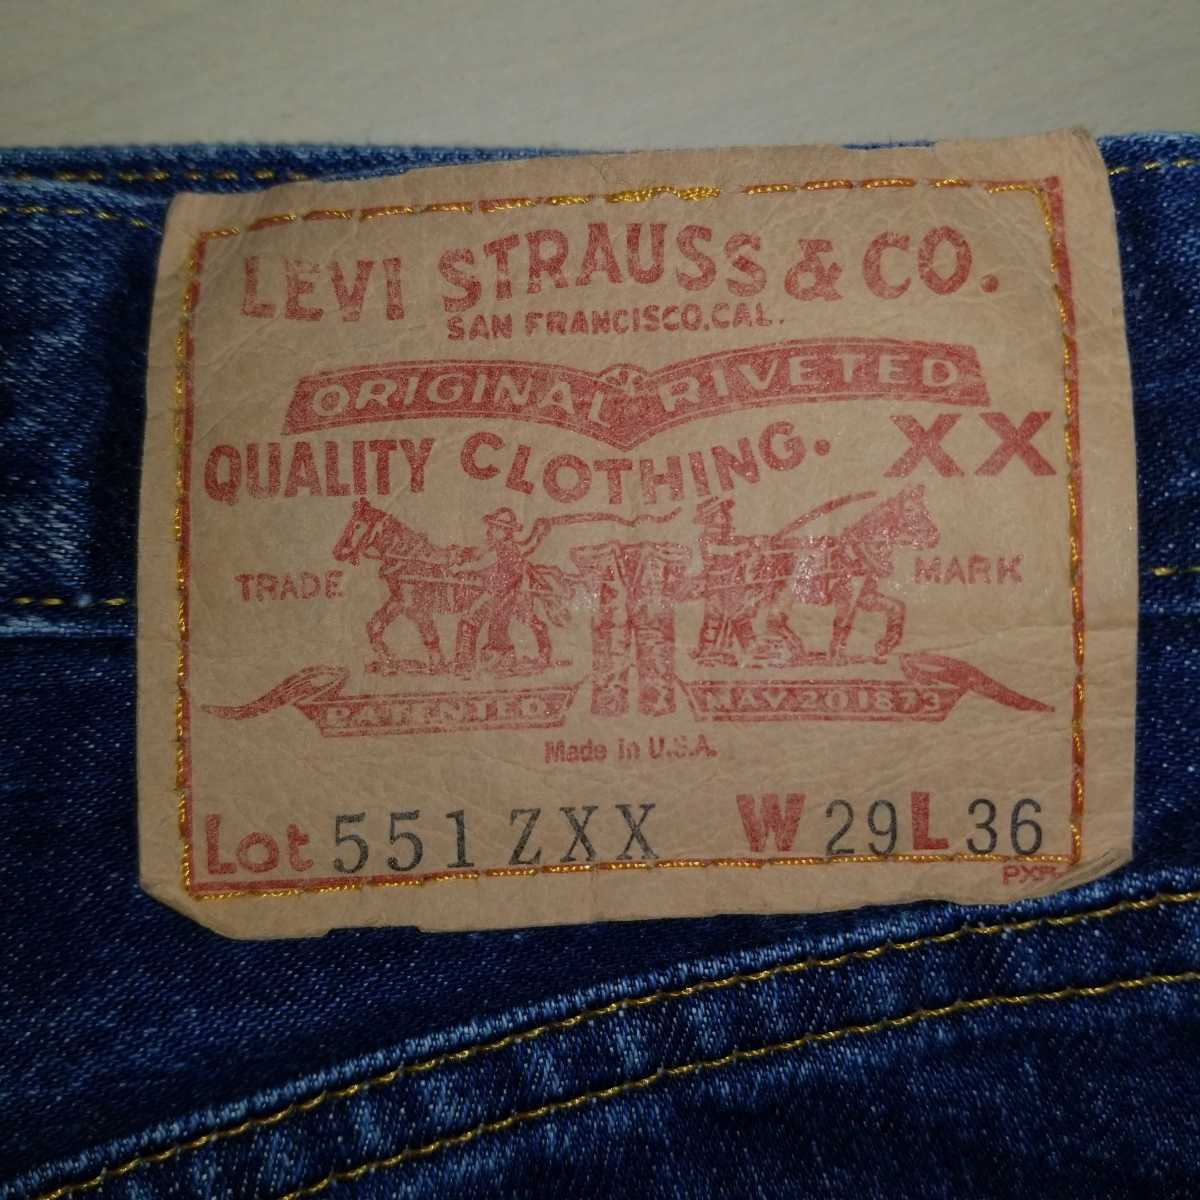 LEVI STRAUSS & CO.
SAN FRANCISCO, CAL.
ORIGINAL RIVETED
QUALITY CLOTHING. XX
TRADE MARK
PATENTED MAY 20 1873
Made in U.S.A.
Lot 551 ZXX W 29 L 36